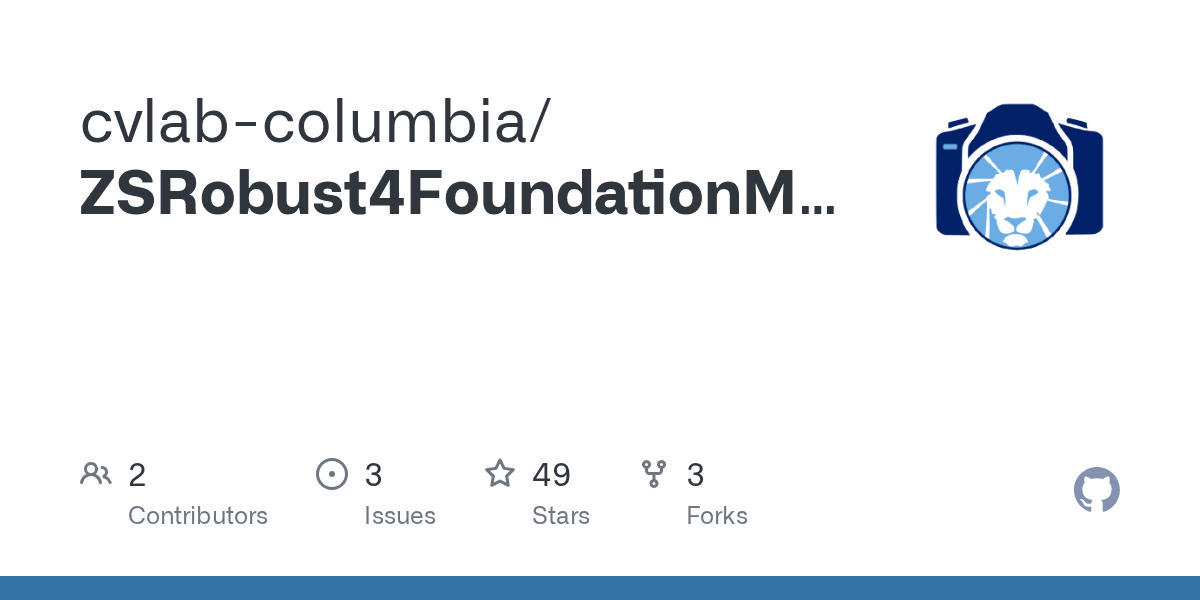 cvlab-columbia/
ZSRobust4FoundationM...
2
Contributors
3
Issues
49
Stars
3
Forks